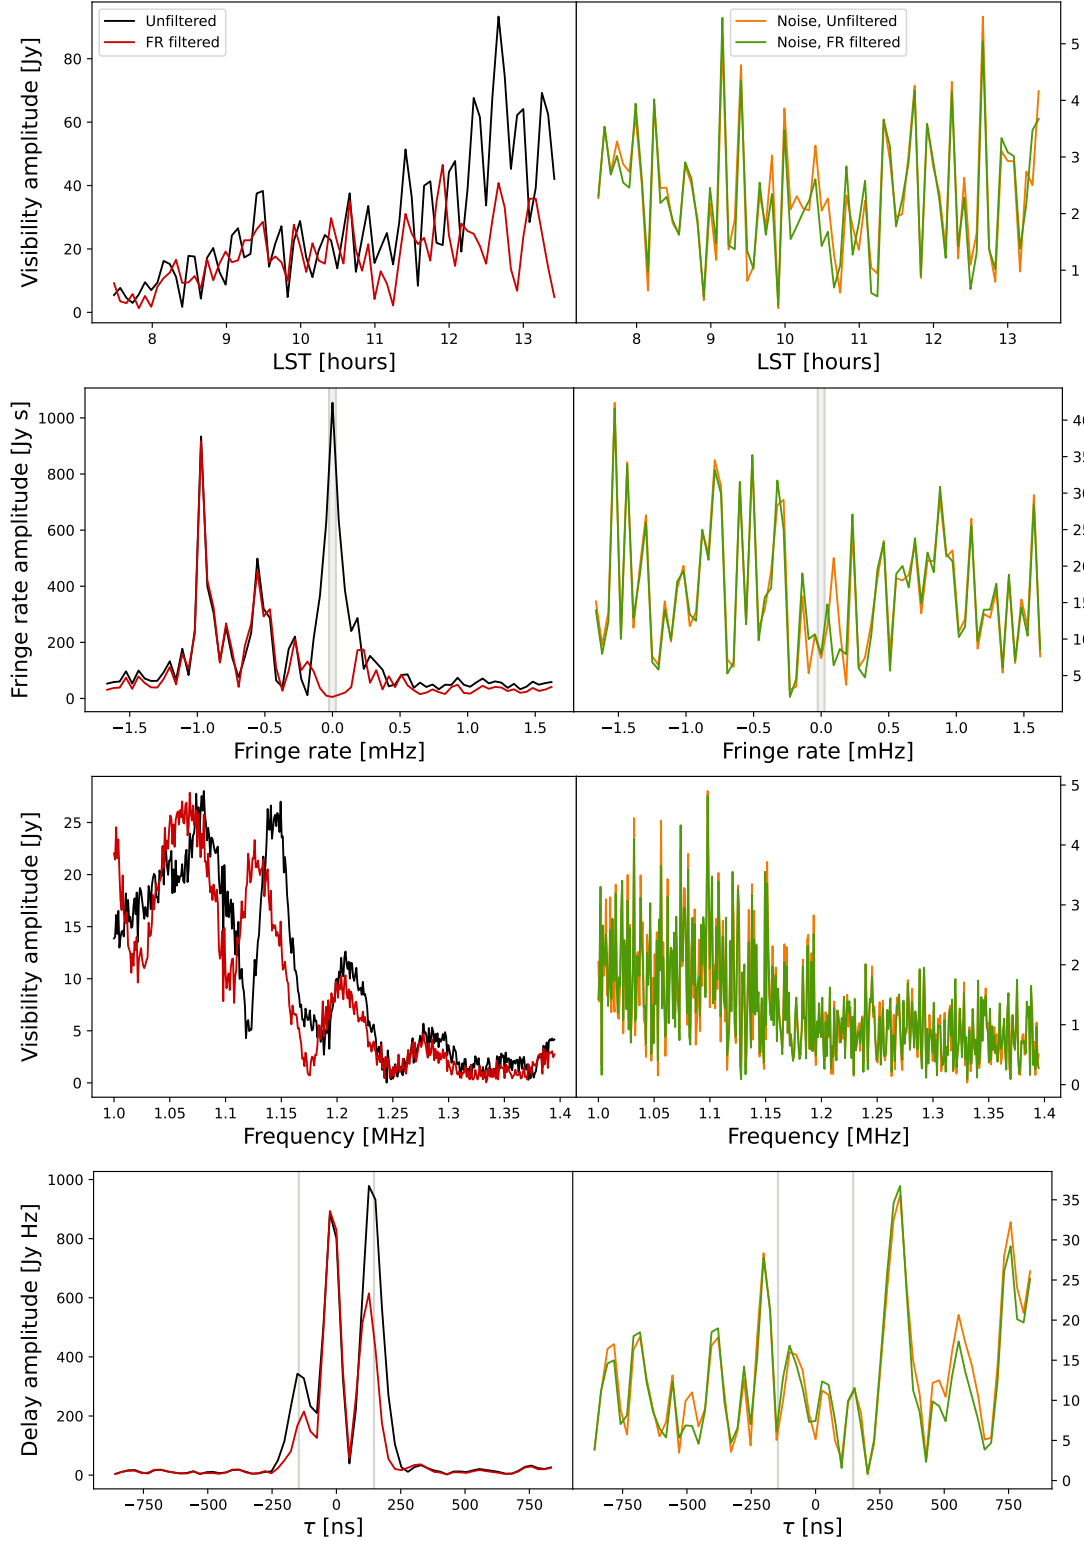 Visibility amplitude [Jy]
80
60
40
20
0
Unfiltered
FR filtered
8 9 10 11 12 13
LST [hours]
Noise, Unfiltered
Noise, FR filtered
5
4
3
2
1
8 9 10 11 12 13
LST [hours]
Fringe rate amplitude [Jy s]
1000
800
600
400
200
0
−1.5 −1.0 −0.5 0.0 0.5 1.0 1.5
Fringe rate [mHz]
40
35
30
25
20
15
10
5
−1.5 −1.0 −0.5 0.0 0.5 1.0 1.5
Fringe rate [mHz]
Visibility amplitude [Jy]
25
20
15
10
5
0
1.0 1.05 1.1 1.15 1.2 1.25 1.3 1.35 1.4
Frequency [MHz]
5
4
3
2
1
0
1.0 1.05 1.1 1.15 1.2 1.25 1.3 1.35 1.4
Frequency [MHz]
Delay amplitude [Jy Hz]
1000
800
600
400
200
0
−750 −500 −250 0 250 500 750
τ [ns]
35
30
25
20
15
10
5
0
−750 −500 −250 0 250 500 750
τ [ns]